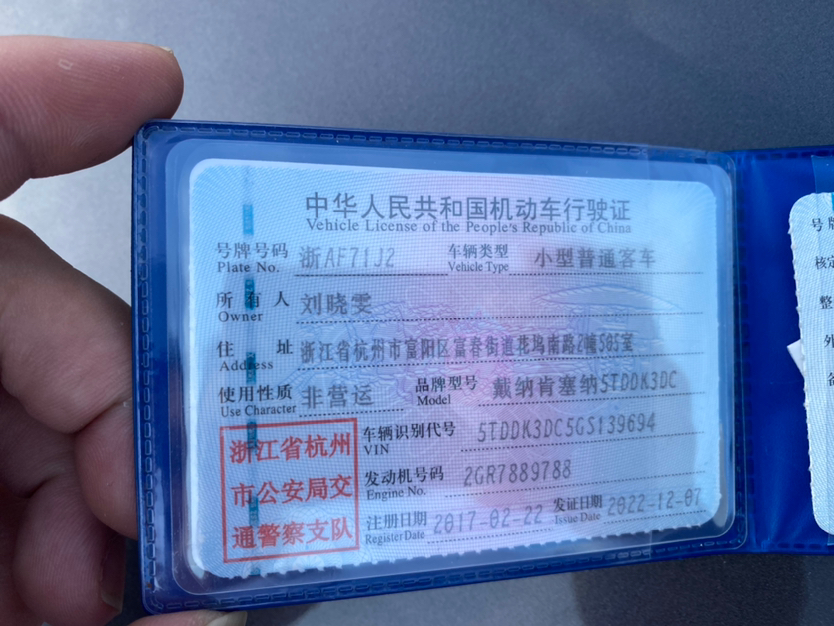 中华人民共和国机动车行驶证
Vehicle License of the People's Republic of China
号牌号码 浙AF71J2 车辆类型 小型普通客车
Plate No. Vehicle Type
所有人 刘晓雯
Owner
住址 浙江省杭州市富阳区富春街道花坞南路2幢505室
Address
使用性质 非营运 品牌型号 戴纳肯塞纳5TDDK3DC
Use Character Model
浙江省杭州
市公安局交
通警察支队
车辆识别代号 5TDDK3DC5GS139694
VIN
发动机号码 2GR7889788
Engine No.
注册日期 2017-02-22 发证日期 2022-12-07
Register Date Issue Date
号牌
核定
整